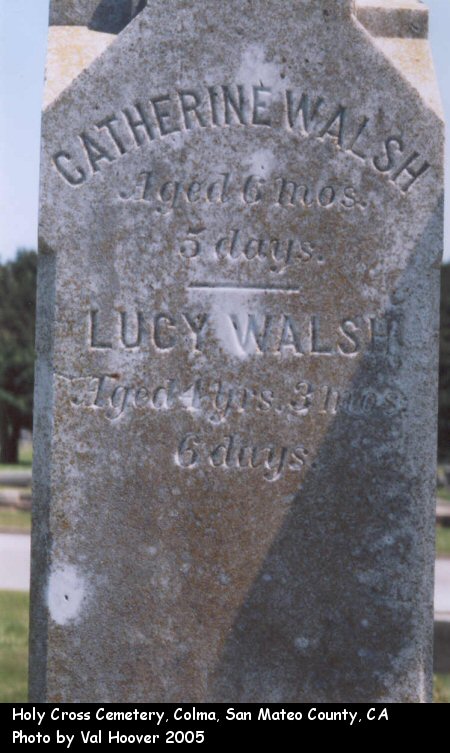 CATHERINE WALSH
Aged 6 mos.
5 days.
LUCY WALSH
Aged 4 yrs. 3 mos.
6 days.
Holy Cross Cemetery, Colma, San Mateo County, CA
Photo by Val Hoover 2005